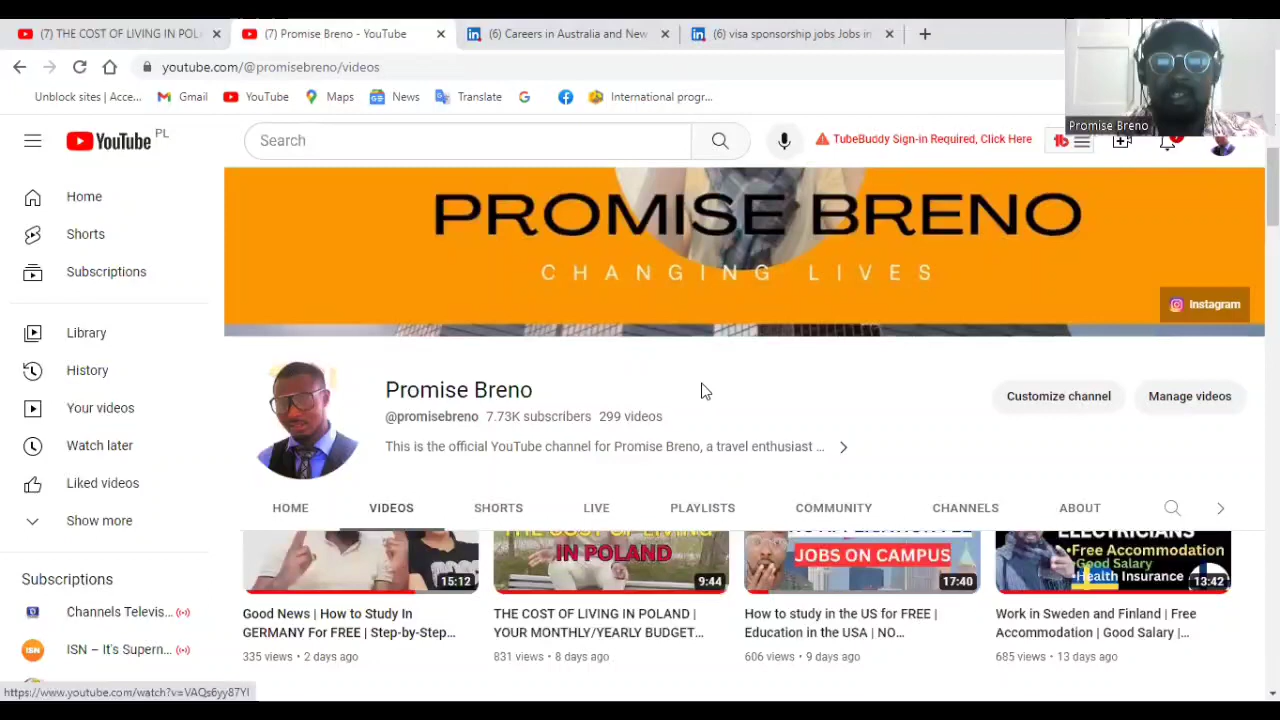 (7) THE COST OF LIVING IN POL
(7) Promise Breno - YouTube
(6) Careers in Australia and New
(6) visa sponsorship jobs Jobs in
youtube.com/@promisebreno/videos
Unblock sites | Acce...
Gmail
YouTube
Maps
News
Translate
International progr...
Promise Breno
YouTube PL
Search
TubeBuddy Sign-in Required, Click Here
Home
Shorts
Subscriptions
Library
History
Your videos
Watch later
Liked videos
Show more
Subscriptions
Channels Televis...
ISN – It's Supern...
PROMISE BRENO
CHANGING LIVES
Instagram
Promise Breno
@promisebreno 7.73K subscribers 299 videos
This is the official YouTube channel for Promise Breno, a travel enthusiast ...
Customize channel
Manage videos
HOME
VIDEOS
SHORTS
LIVE
PLAYLISTS
COMMUNITY
CHANNELS
ABOUT
15:12
Good News | How to Study In
GERMANY For FREE | Step-by-Step...
335 views • 2 days ago
THE COST OF LIVING
IN POLAND
9:44
THE COST OF LIVING IN POLAND |
YOUR MONTHLY/YEARLY BUDGET...
831 views • 8 days ago
JOBS ON CAMPUS
17:40
How to study in the US for FREE |
Education in the USA | NO...
606 views • 9 days ago
ELECTRICIANS
•Free Accommodation
•Good Salary
•Health Insurance
13:42
Work in Sweden and Finland | Free
Accommodation | Good Salary |...
685 views • 13 days ago
https://www.youtube.com/watch?v=VAQs6yy87YI